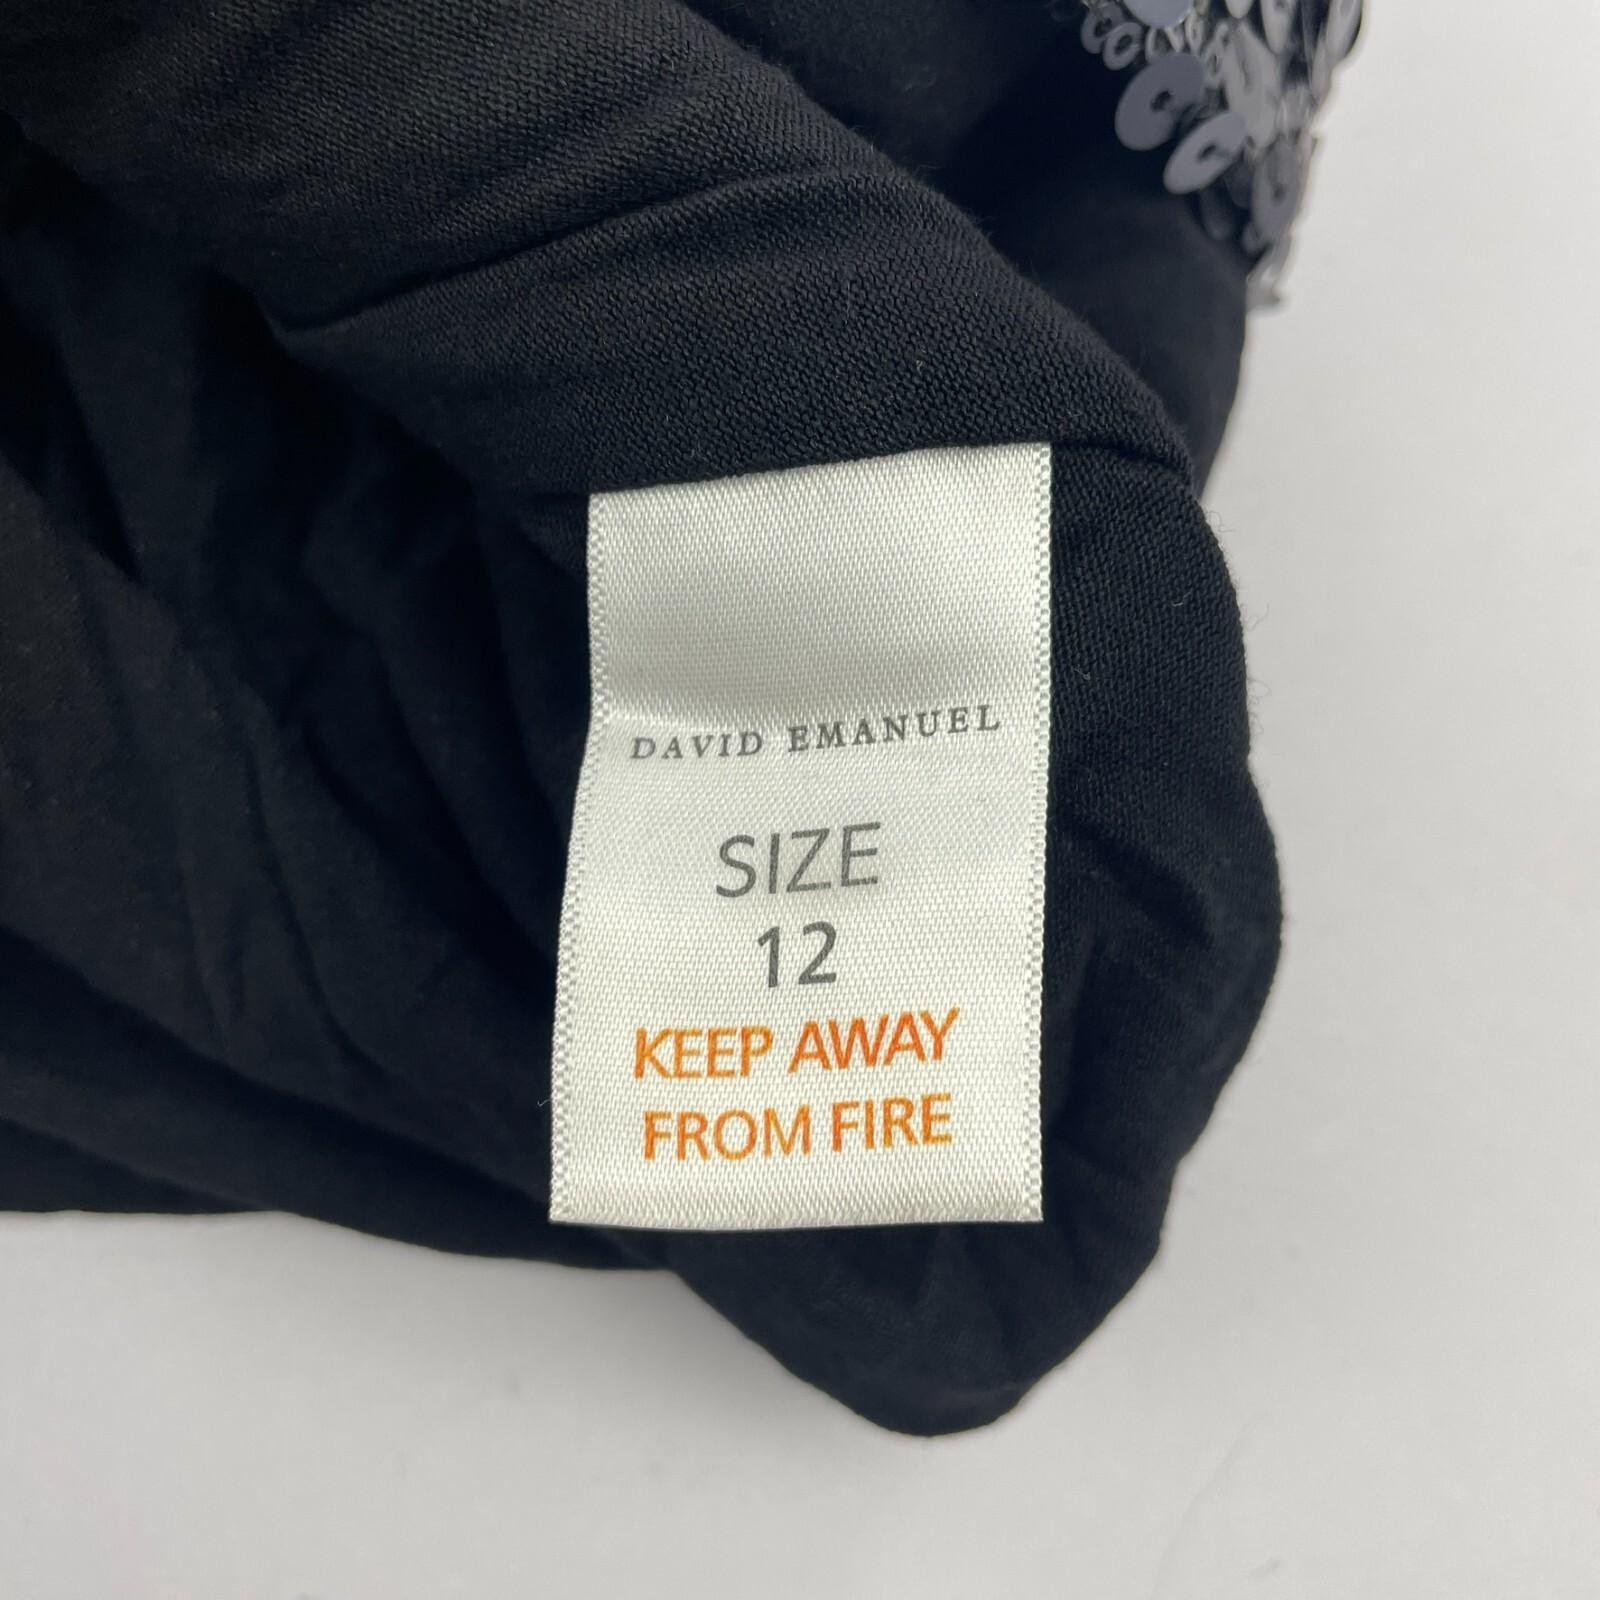 DAVID EMANUEL
SIZE
12
KEEP AWAY
FROM FIRE